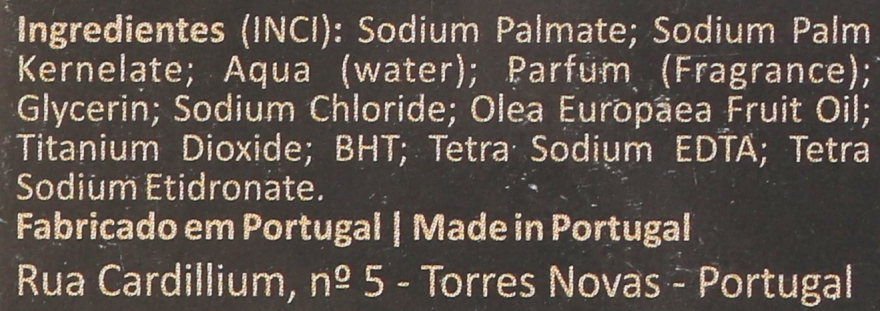 Ingredientes (INCI): Sodium Palmate; Sodium Palm
Kernelate; Aqua (water); Parfum (Fragrance);
Glycerin; Sodium Chloride; Olea Europaea Fruit Oil;
Titanium Dioxide; BHT; Tetra Sodium EDTA; Tetra
Sodium Etidronate.
Fabricado em Portugal | Made in Portugal
Rua Cardillium, nº 5 - Torres Novas - Portugal